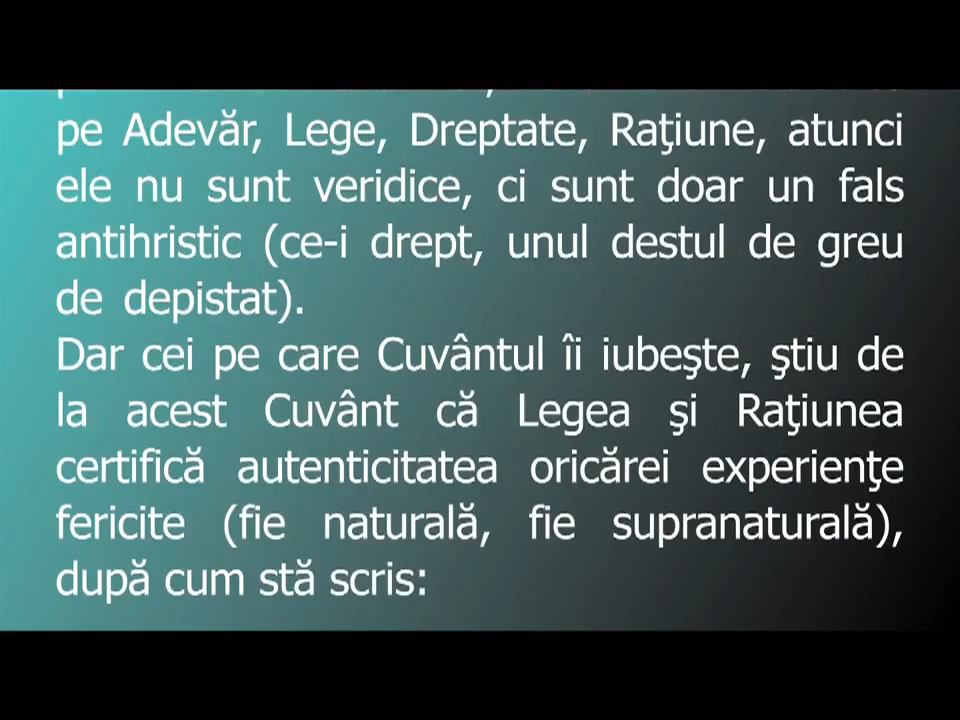 pe Adevăr, Lege, Dreptate, Raţiune, atunci
ele nu sunt veridice, ci sunt doar un fals
antihristic (ce-i drept, unul destul de greu
de depistat).
Dar cei pe care Cuvântul îi iubeşte, ştiu de
la acest Cuvânt că Legea şi Raţiunea
certifică autenticitatea oricărei experienţe
fericite (fie naturală, fie supranaturală),
după cum stă scris: